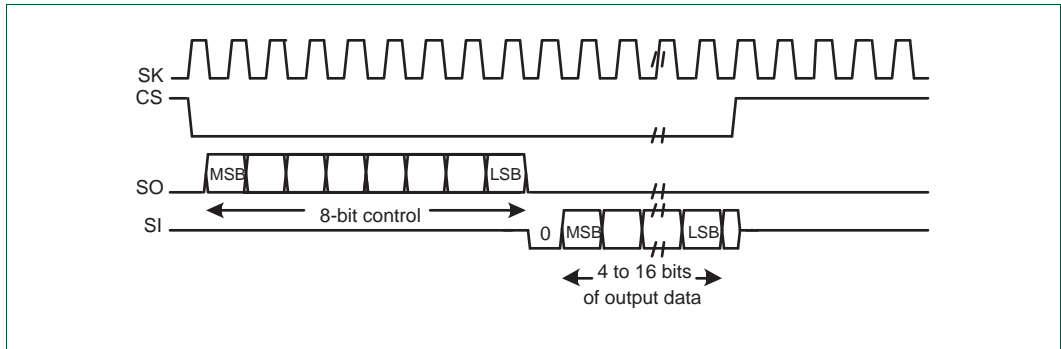 SK
CS
SO
MSB
LSB
8-bit control
SI
0
MSB
LSB
4 to 16 bits
of output data